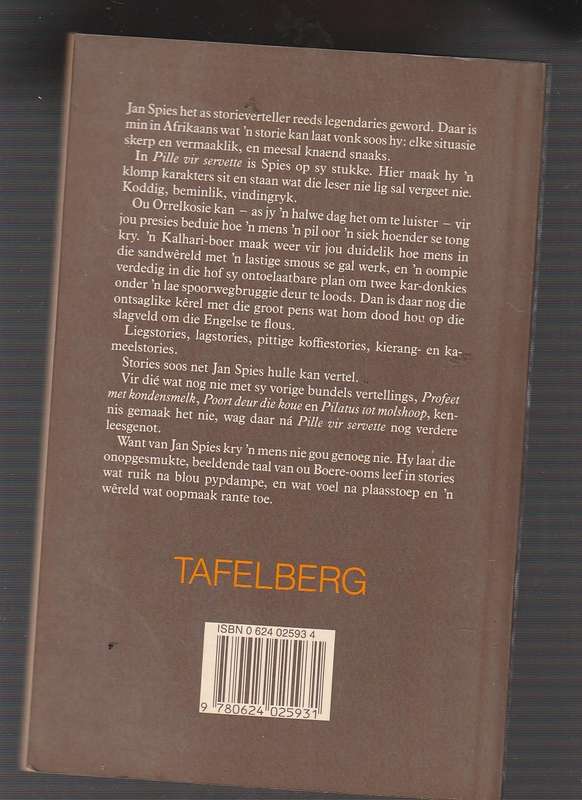 Jan Spies het as storieverteller reeds legendaries geword. Daar is
min in Afrikaans wat 'n storie kan laat vonk soos hy: elke situasie
skerp en vermaaklik, en meesal knaend snaaks.
In Pille vir servette is Spies op sy stukke. Hier maak hy 'n
klomp karakters sit en staan wat die leser nie lig sal vergeet nie.
Koddig, beminlik, vindingryk.
Ou Orrelkosie kan – as jy 'n halwe dag het om te luister – vir
jou presies beduie hoe 'n mens 'n pil oor 'n siek hoender se tong
kry. 'n Kalhari-boer maak weer vir jou duidelik hoe mens in
die sandwêreld met 'n lastige smous se gal werk, en 'n oompie
verdedig in die hof sy ontoelaatbare plan om twee kar-donkies
onder 'n lae spoorwegbruggie deur te loods. Dan is daar nog die
ontsaglike kêrel met die groot pens wat hom dood hou op die
slagveld om die Engelse te flous.
Liegstories, lagstories, pittige koffiestories, kierang- en ka-
meelstories.
Stories soos net Jan Spies hulle kan vertel.
Vir dié wat nog nie met sy vorige bundels vertellings, Profeet
met kondensmelk, Poort deur die koue en Pilatus tot molshoop, ken-
nis gemaak het nie, wag daar ná Pille vir servette nog verdere
leesgenot.
Want van Jan Spies kry 'n mens nie gou genoeg nie. Hy laat die
onopgesmukte, beeldende taal van ou Boere-ooms leef in stories
wat ruik na blou pypdampe, en wat voel na plaasstoep en 'n
wêreld wat oopmaak rante toe.
TAFELBERG
ISBN 0 624 02593 4
9 780624 025931